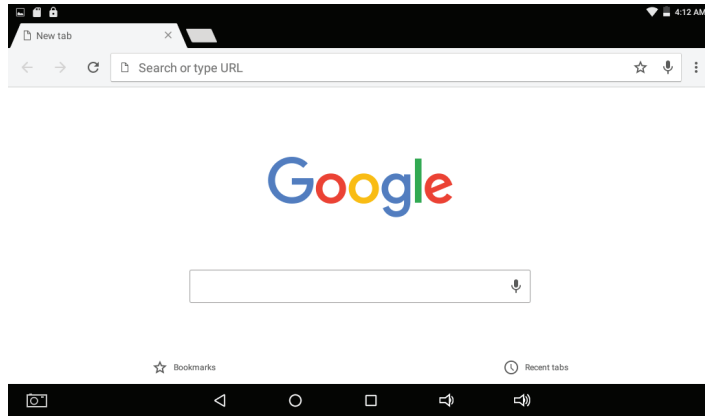 4:12 AM
New tab
Search or type URL
Google
Bookmarks
Recent tabs